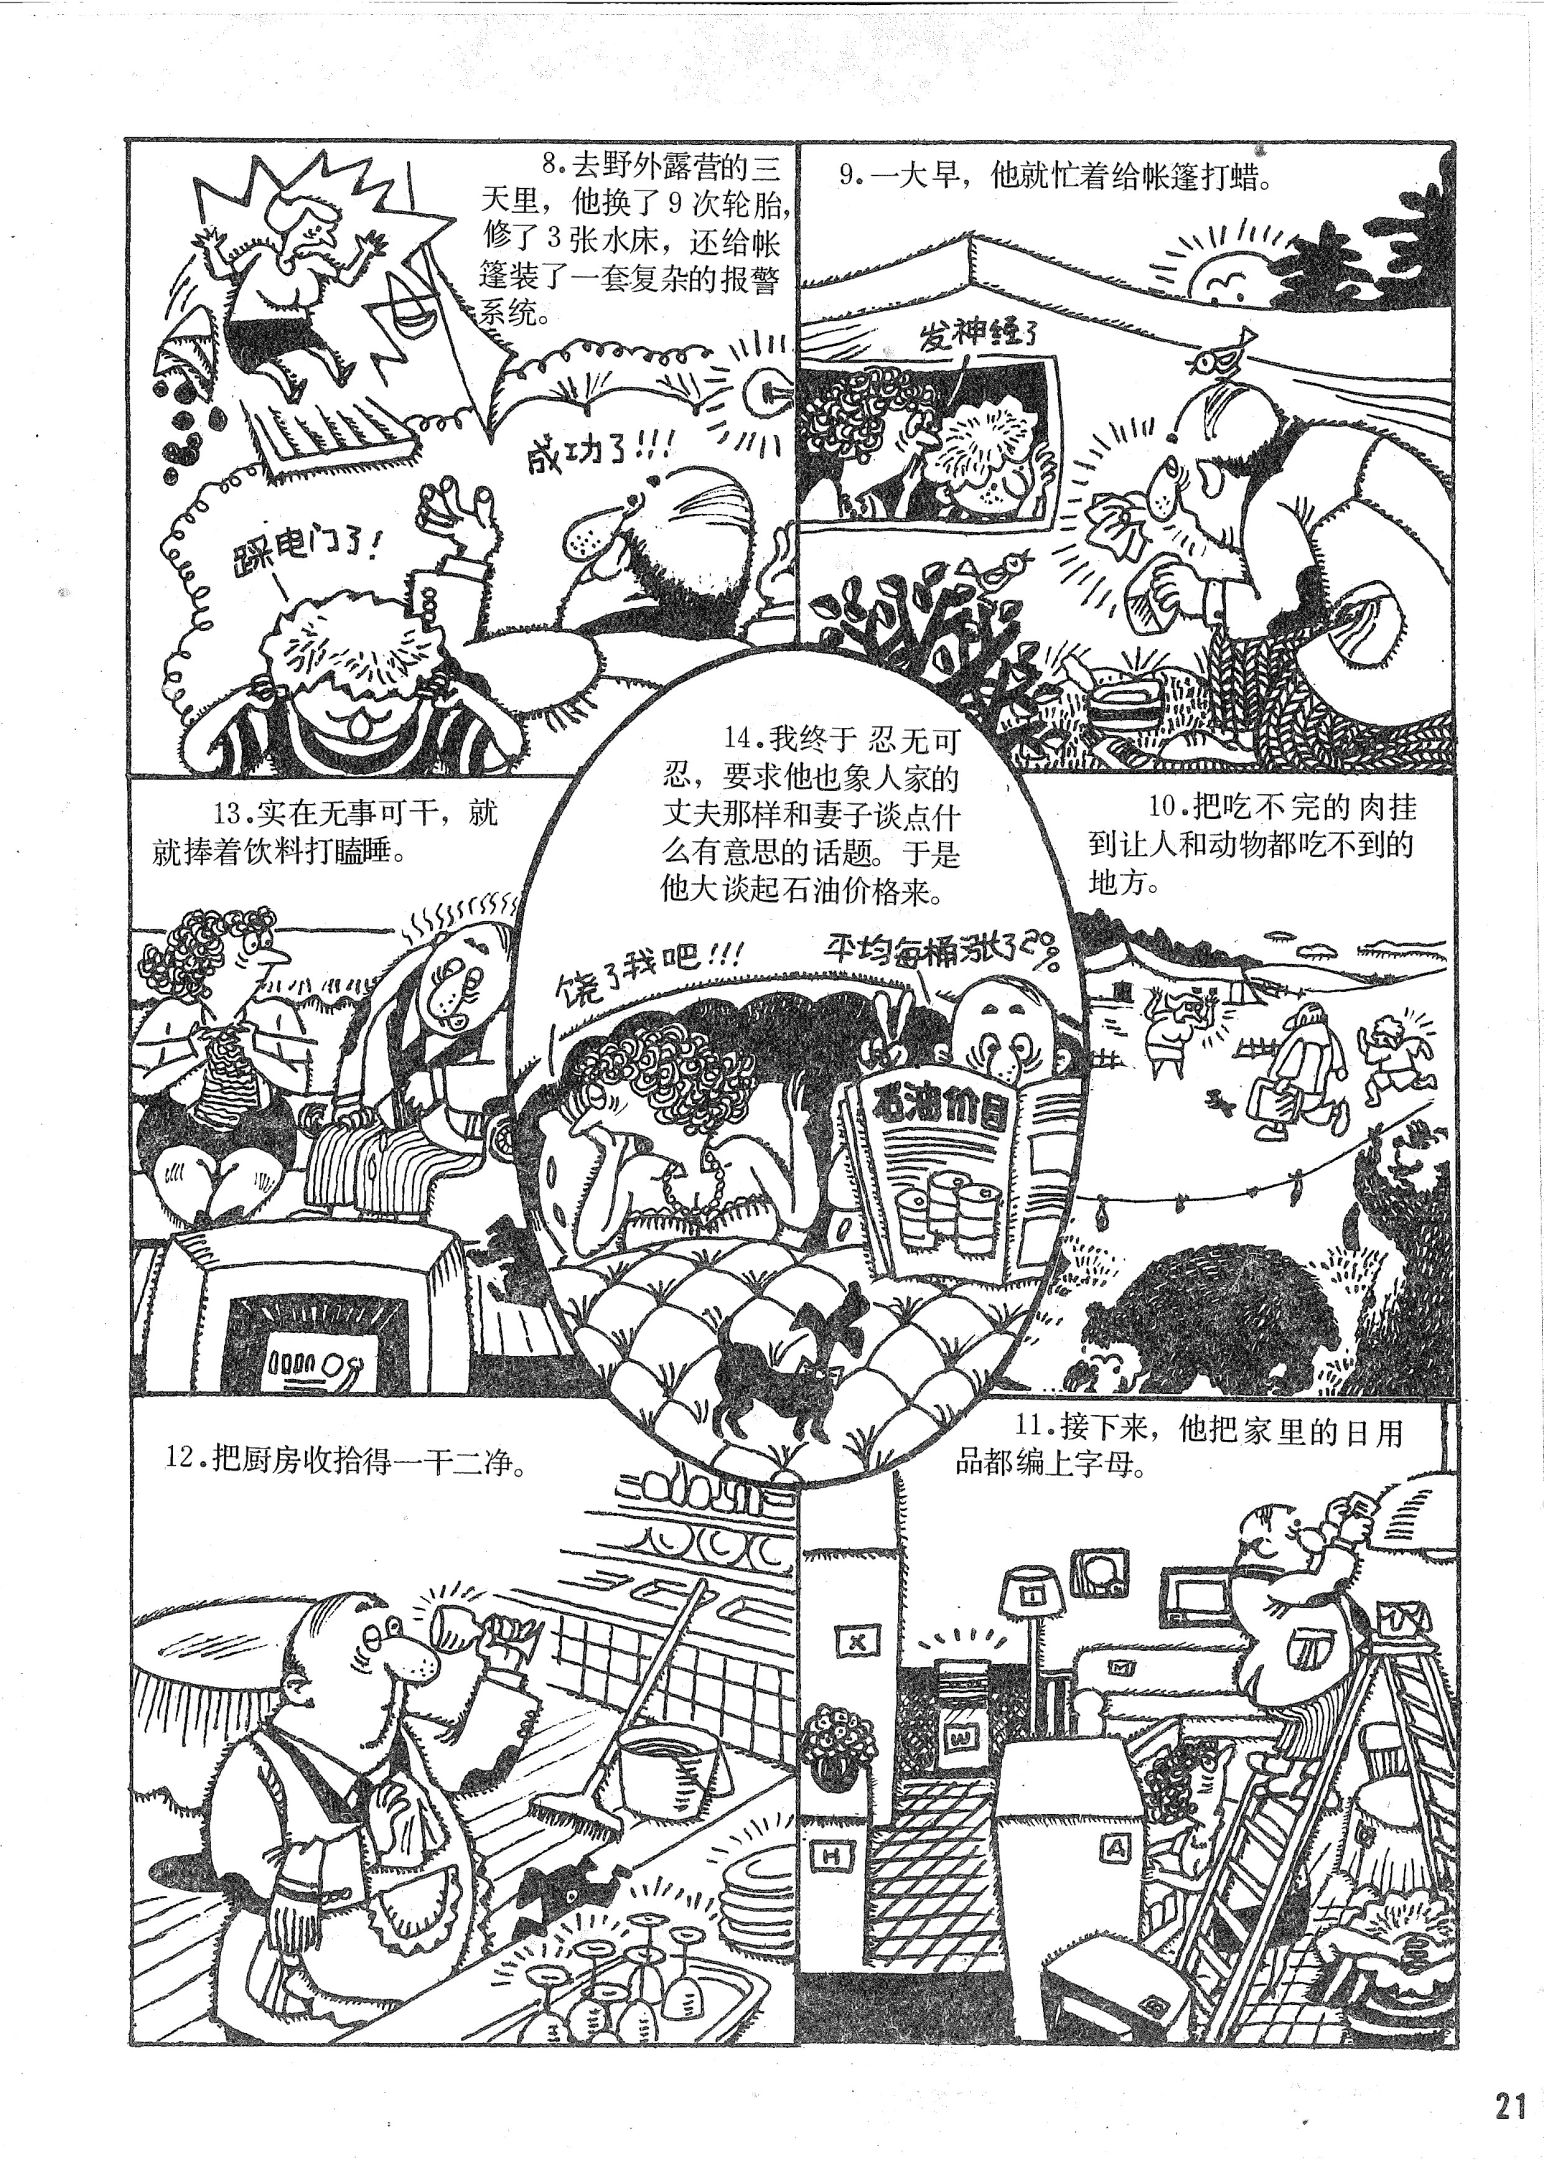 8.去野外露营的三
天里，他换了9次轮胎，
修了3张水床，还给帐
篷装了一套复杂的报警
系统。
成功了!!!
踩电门了!
9.一大早，他就忙着给帐篷打蜡。
发神经了
10.把吃不完的肉挂
到让人和动物都吃不到的
地方。
11.接下来，他把家里的日用
品都编上字母。
X
I
M
W
H
A
B
12.把厨房收拾得一干二净。
13.实在无事可干，就
就捧着饮料打瞌睡。
14.我终于忍无可
忍，要求他也象人家的
丈夫那样和妻子谈点什
么有意思的话题。于是
他大谈起石油价格来。
饶了我吧!!!
平均每桶涨了20%
石油价日
21